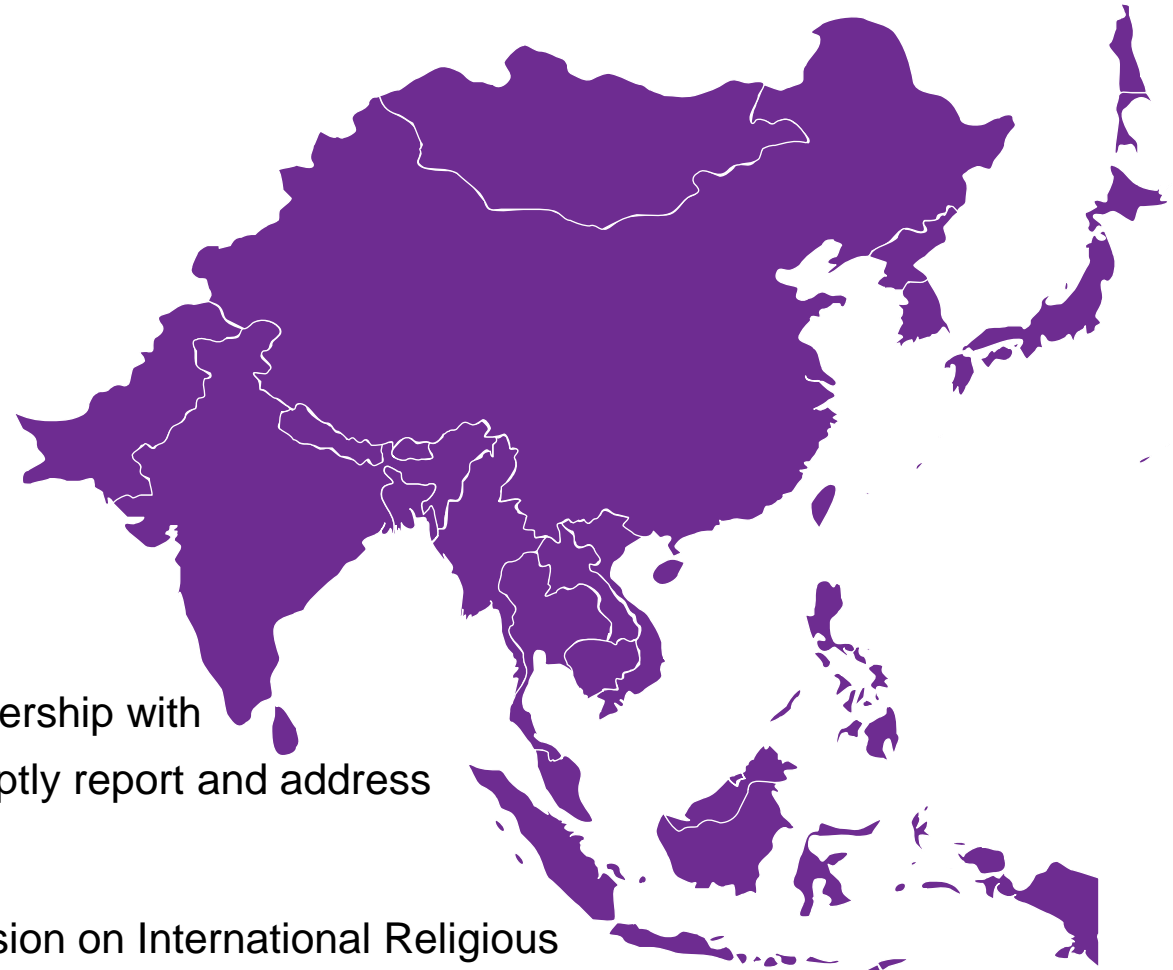 ership with
ptly report and address
sion on International Religious